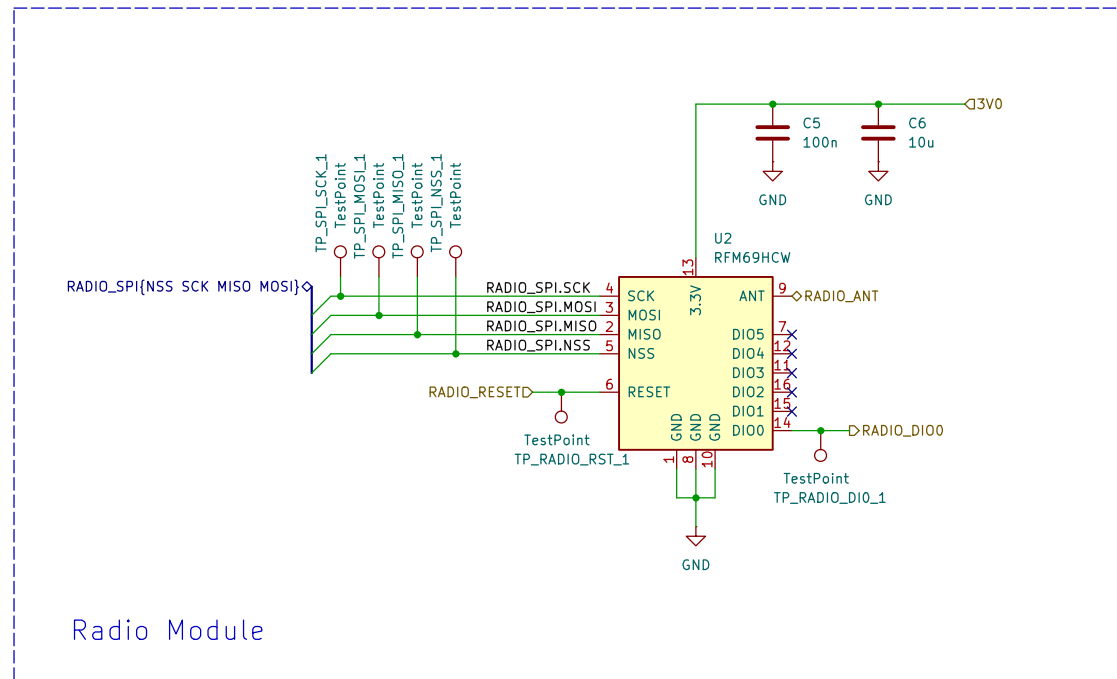 3V0
C5
100n
C6
10u
GND
GND
TP_SPI_SCK_1
TestPoint
TP_SPI_MOSI_1
TestPoint
TP_SPI_MISO_1
TestPoint
TP_SPI_NSS_1
TestPoint
U2
RFM69HCW
RADIO_SPI{NSS SCK MISO MOSI}
RADIO_SPI.SCK 4 SCK
RADIO_SPI.MOSI 3 MOSI
RADIO_SPI.MISO 2 MISO
RADIO_SPI.NSS 5 NSS
RADIO_RESET 6 RESET
13 3.3V
ANT 9 RADIO_ANT
DIO5 7
DIO4 12
DIO3 11
DIO2 16
DIO1 15
DIO0 14 RADIO_DIO0
GND 1
GND 8
GND 10
TestPoint
TP_RADIO_RST_1
TestPoint
TP_RADIO_DI0_1
GND
Radio Module